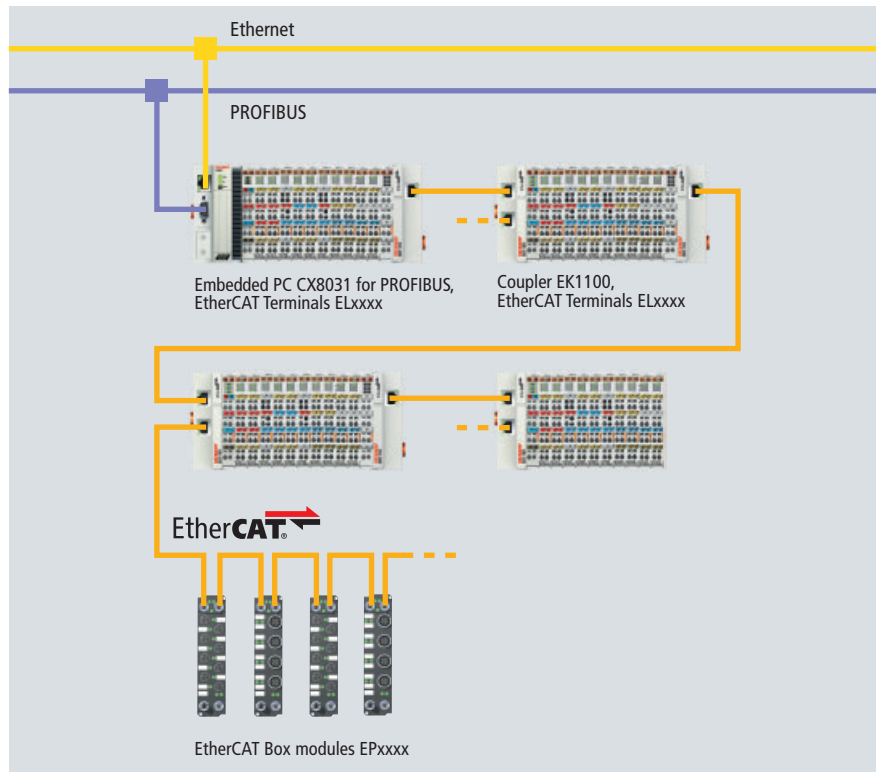 Ethernet
PROFIBUS
Embedded PC CX8031 for PROFIBUS,
EtherCAT Terminals ELxxxx
Coupler EK1100,
EtherCAT Terminals ELxxxx
EtherCAT®
EtherCAT Box modules EPxxxx